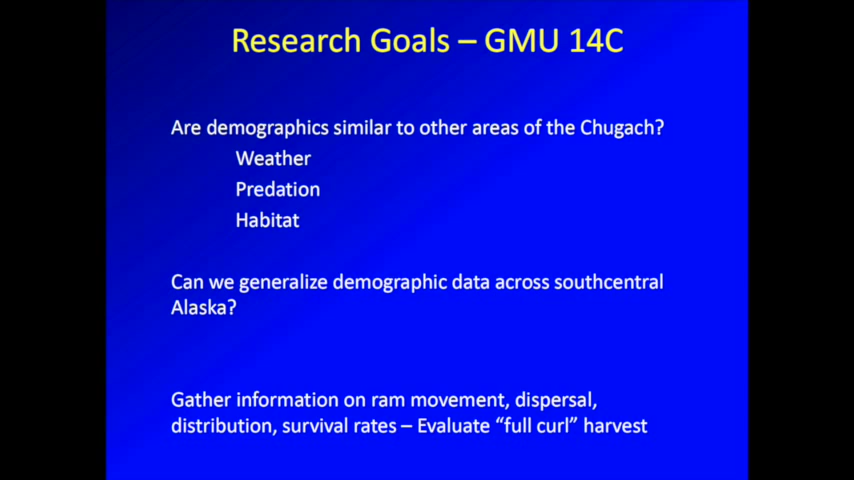 Research Goals – GMU 14C
Are demographics similar to other areas of the Chugach?
Weather
Predation
Habitat
Can we generalize demographic data across southcentral
Alaska?
Gather information on ram movement, dispersal,
distribution, survival rates – Evaluate “full curl” harvest